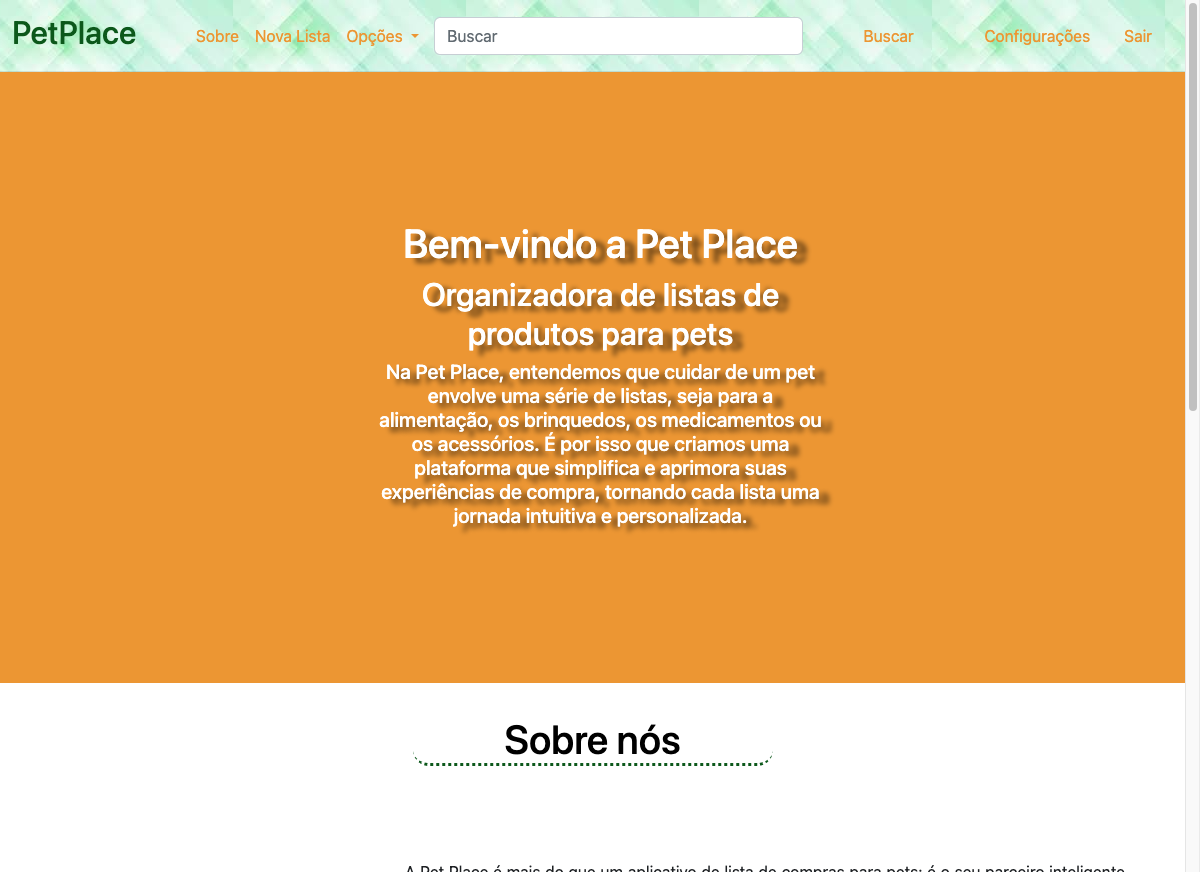 PetPlace
Sobre
Nova Lista
Opções
Buscar
Buscar
Configurações
Sair
Bem-vindo a Pet Place
Organizadora de listas de
produtos para pets
Na Pet Place, entendemos que cuidar de um pet
envolve uma série de listas, seja para a
alimentação, os brinquedos, os medicamentos ou
os acessórios. É por isso que criamos uma
plataforma que simplifica e aprimora suas
experiências de compra, tornando cada lista uma
jornada intuitiva e personalizada.
Sobre nós
A Pet Place é mais do que um aplicativo de lista de compras para pets; é o seu parceiro inteligente